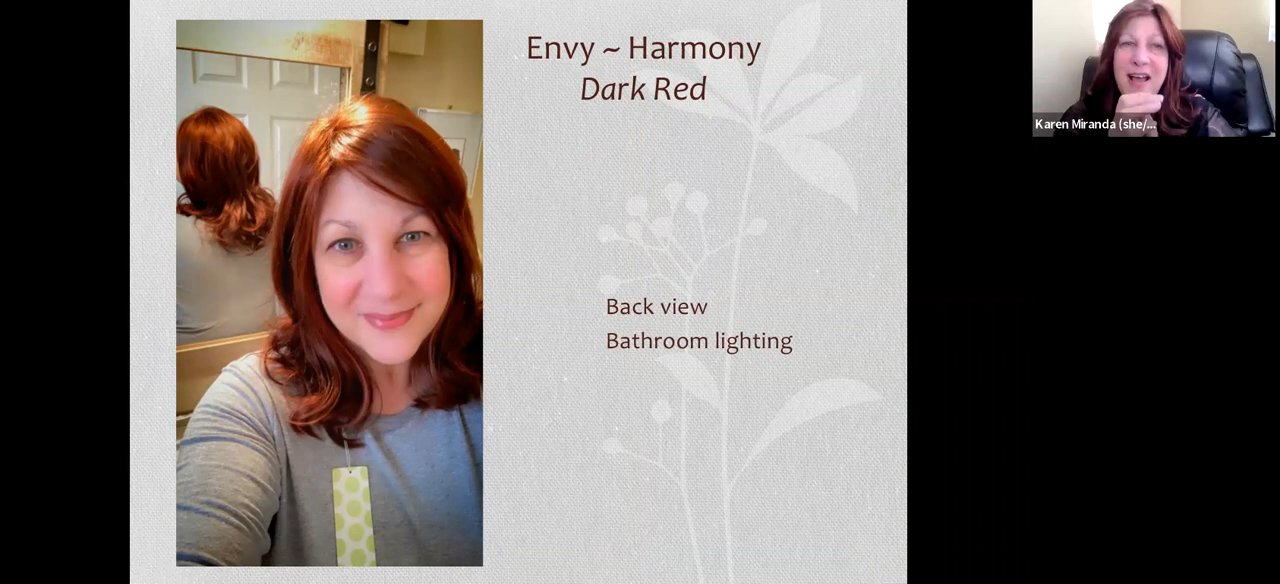 Envy ~ Harmony
Dark Red
Back view
Bathroom lighting
Karen Miranda (she/...